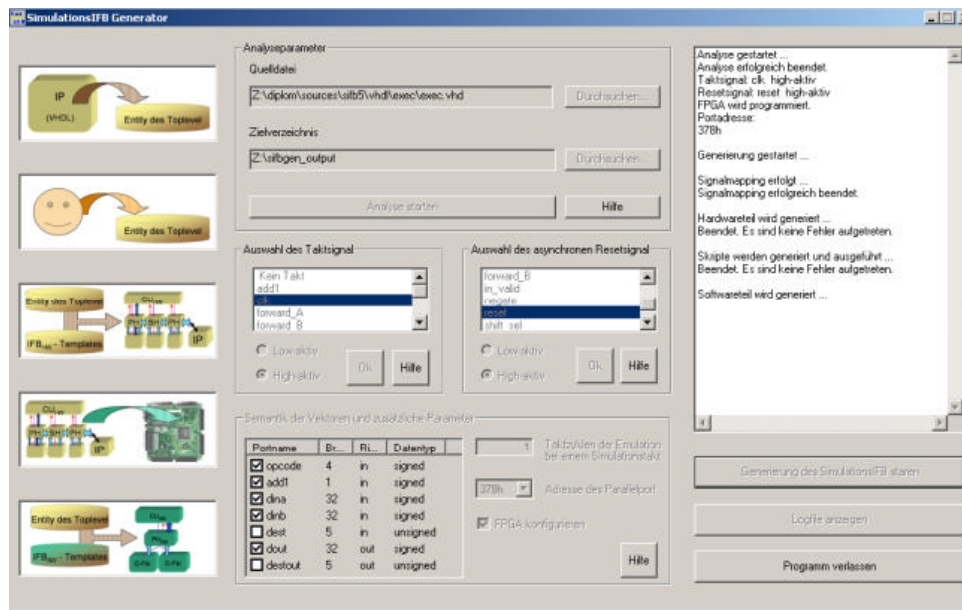 SimulationsIFB Generator
IP
(VHDL)
Entity des Toplevel
Entity des Toplevel
Entity des Toplevel
IFB - Templates
CU
PH BH PH
IP
CU
PH BH PH
IP
Entity des Toplevel
IFB - Templates
Analyseparameter
Quelldatei
Z:\diplom\sources\sifb5\vhdl\exec\exec.vhd
Durchsuchen...
Zielverzeichnis
Z:\sifbgen_output
Durchsuchen...
Analyse starten
Hilfe
Auswahl des Taktsignal
Kein Takt
add1
clk
forward_A
forward_B
Low-aktiv
High-aktiv
Ok
Hilfe
Auswahl des asynchronen Resetsignal
forward_B
in_valid
negate
reset
shift_sel
Low-aktiv
High-aktiv
Ok
Hilfe
Semantik der Vektoren und zusätzliche Parameter
Portname Br... Ri... Datentyp
opcode 4 in signed
add1 1 in signed
dina 32 in signed
dinb 32 in signed
dest 5 in unsigned
dout 32 out signed
destout 5 out unsigned
1
Taktzyklen der Emulation
bei einem Simulationstakt
378h
Adresse des Parallelport
FPGA konfigurieren
Hilfe
Analyse gestartet ...
Analyse erfolgreich beendet.
Taktsignal: clk high-aktiv
Resetsignal: reset high-aktiv
FPGA wird programmiert.
Portadresse:
378h
Generierung gestartet ...
Signalmapping erfolgt ...
Signalmapping erfolgreich beendet.
Hardwareteil wird generiert ...
Beendet. Es sind keine Fehler aufgetreten.
Skripte werden generiert und ausgeführt ...
Beendet. Es sind keine Fehler aufgetreten.
Softwareteil wird generiert ...
Generierung des SimulationsIFB staren
Logfile anzeigen
Programm verlassen